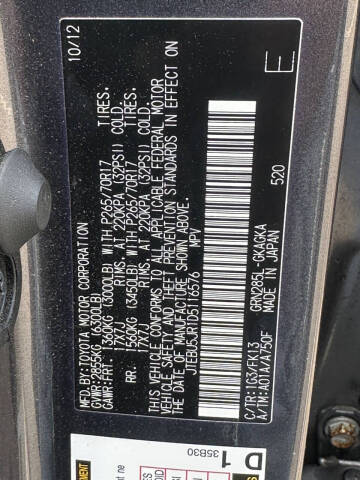 MFD.BY:TOYOTA MOTOR CORPORATION 10/12
GVWR:2855KG (6300LB)
GAWR:FRT. 1360KG (3000LB) WITH P265/70R17 TIRES.
17X7J RIMS. AT 220KPA (32PSI) COLD.
RR. 1560KG (3450LB) WITH P265/70R17 TIRES.
17X7J RIMS. AT 220KPA (32PSI) COLD.
THIS VEHICLE CONFORMS TO ALL APPLICABLE FEDERAL MOTOR
VEHICLE SAFETY AND THEFT PREVENTION STANDARDS IN EFFECT ON
THE DATE OF MANUFACTURE SHOWN ABOVE.
JTEBU5JR1D5116576 MPV
C/TR:1G3/FK13 GRN285L-GKAGKA
A/TM:A01A/A750F MADE IN JAPAN
520
E
D1
35B30